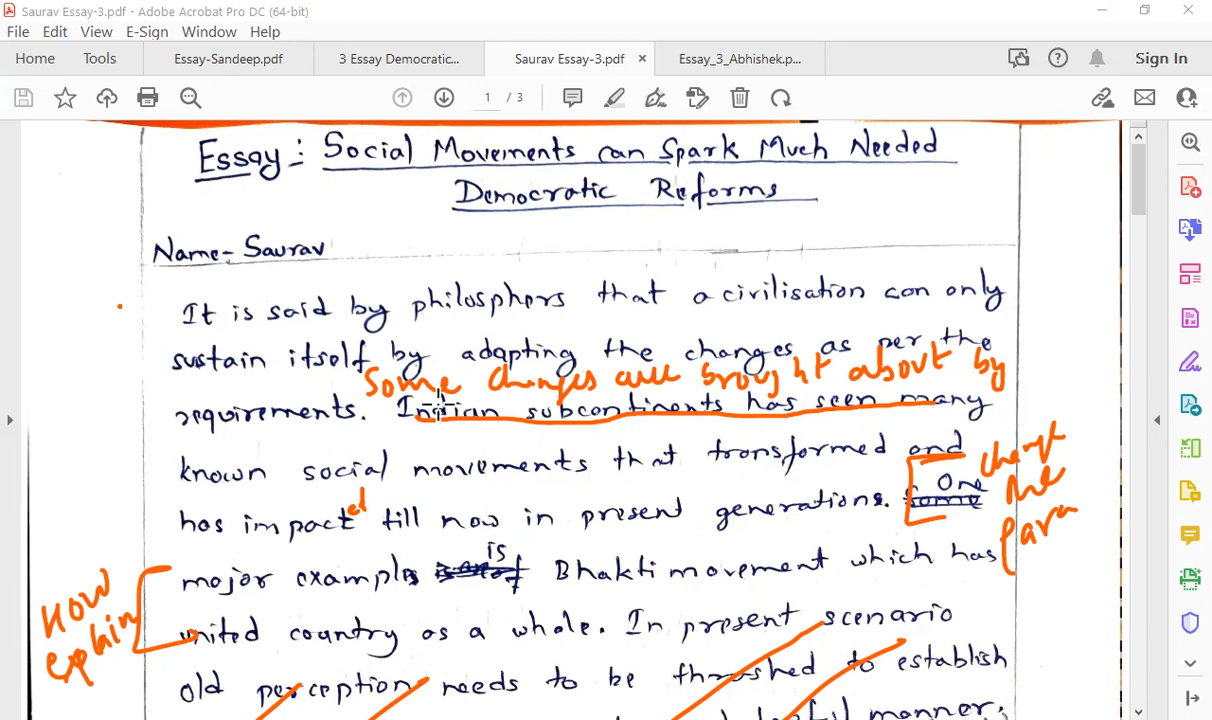 Saurav Essay-3.pdf - Adobe Acrobat Pro DC (64-bit)
File Edit View E-Sign Window Help
Home Tools Essay-Sandeep.pdf 3 Essay Democratic... Saurav Essay-3.pdf × Essay_3_Abhishek.p... Sign In
1 / 3
Essay: Social Movements can Spark Much Needed
Democratic Reforms
Name- Saurav
It is said by philosphers that a civilisation can only
sustain itself by adapting the changes as per the
Some changes are brought about by
requirements. Indian subcontinents has seen many
known social movements that transformed and
change
the
para
One
has impacted till now in present generations. some
is
major example of Bhakti movement which has
How
explain
united country as a whole. In present scenario
old perception needs to be thrashed to establish
manner,